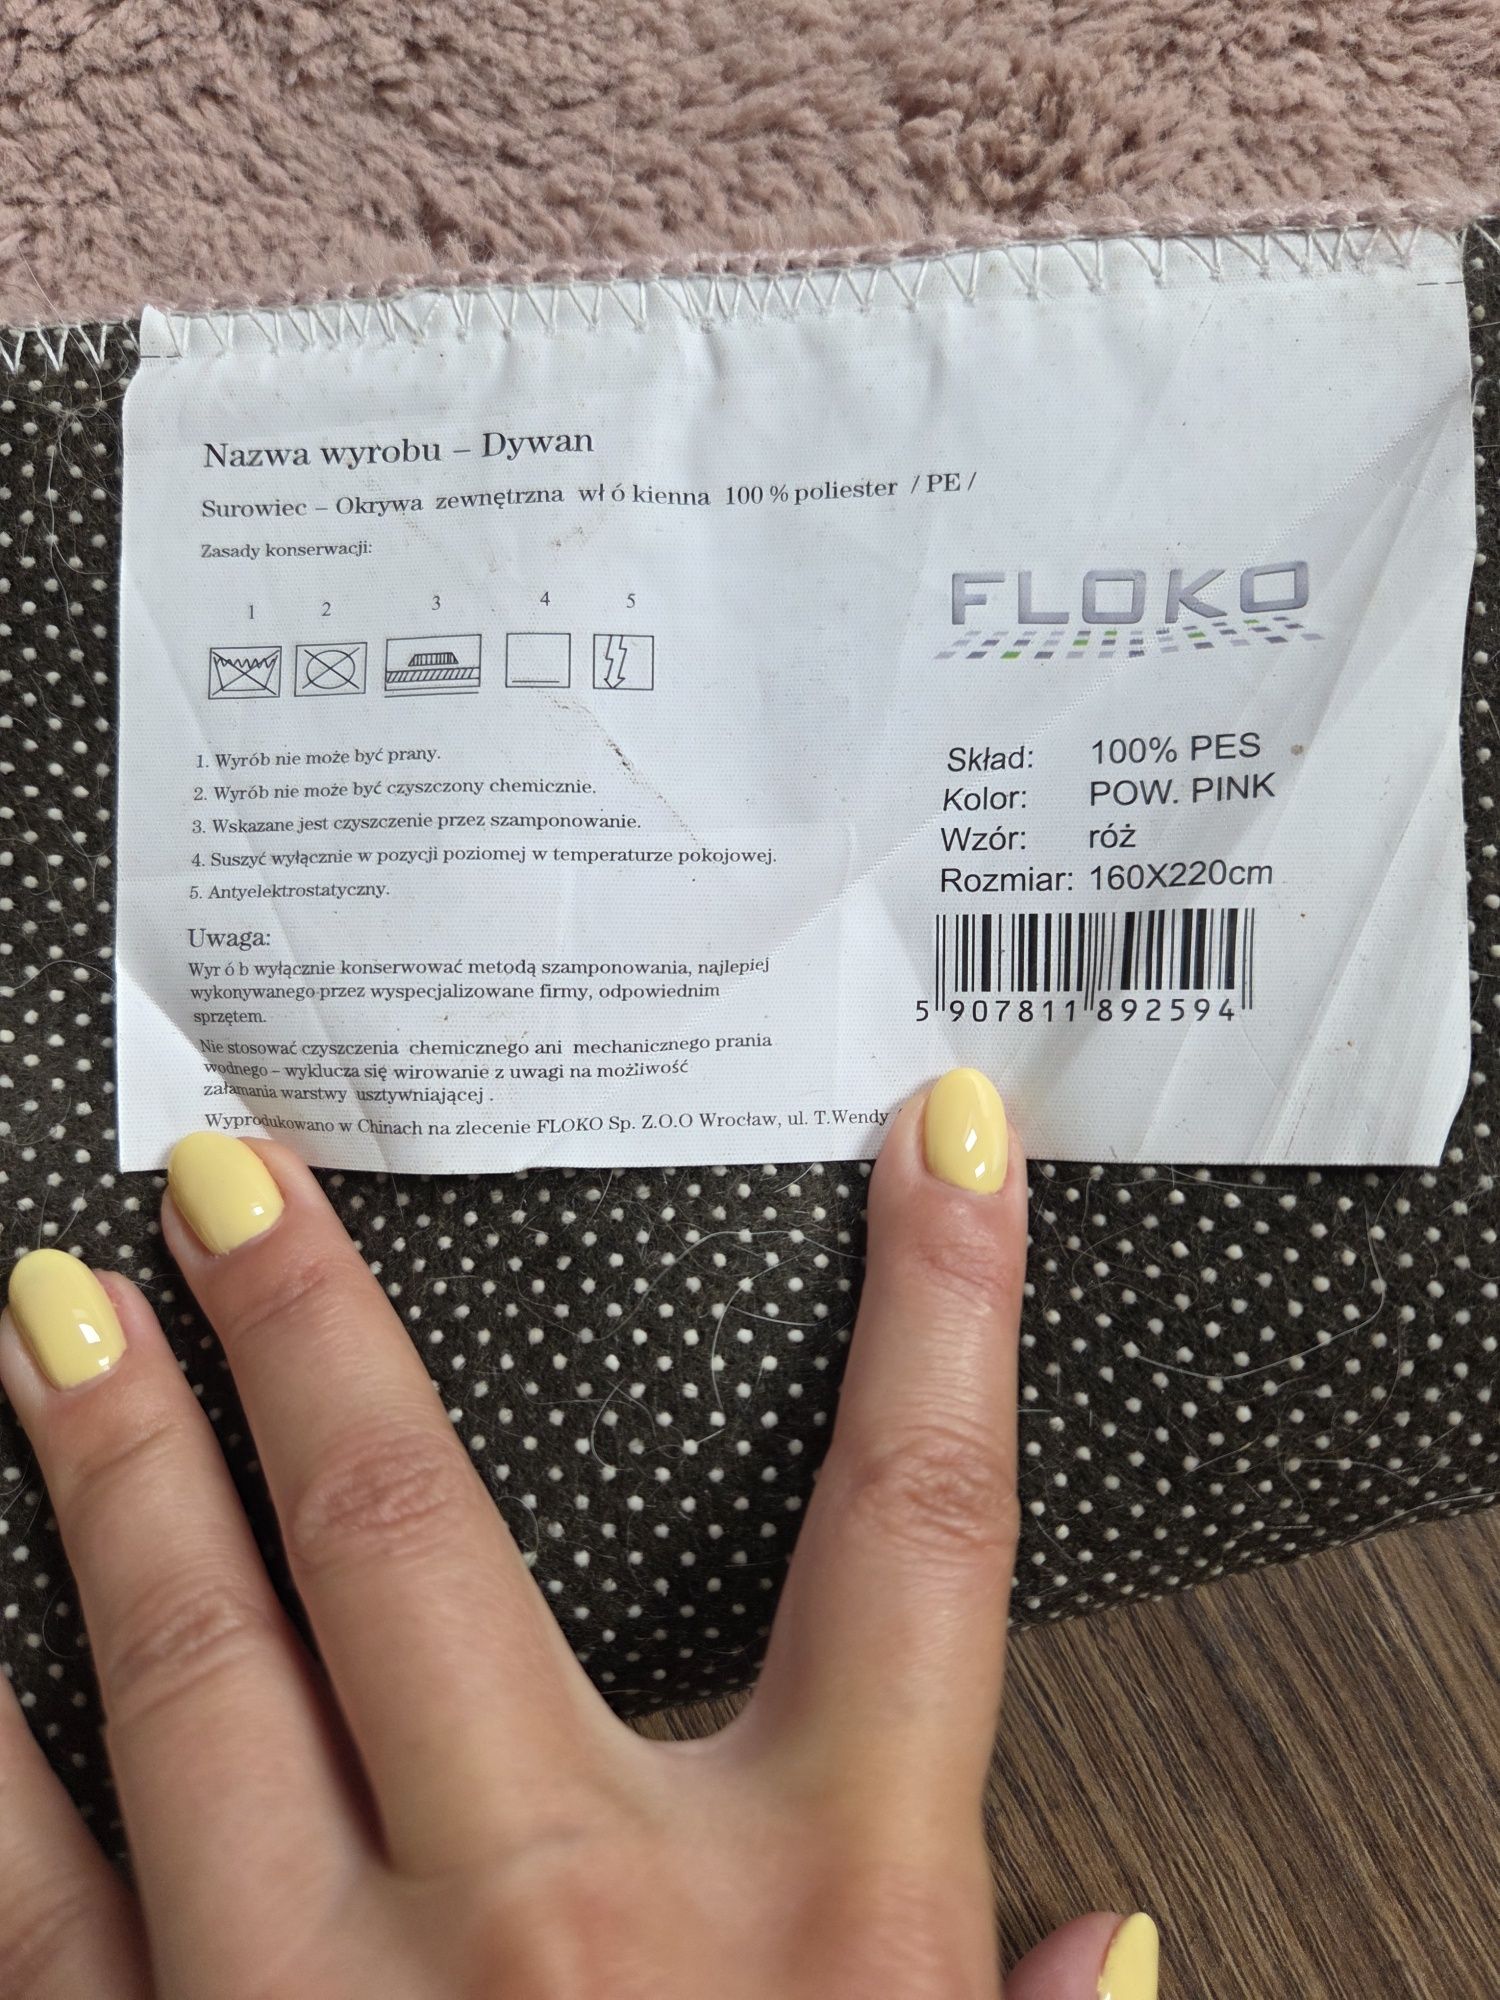 Nazwa wyrobu – Dywan
Surowiec – Okrywa zewnętrzna wł ó kienna 100 % poliester / PE /
Zasady konserwacji:
1 2 3 4 5
1. Wyrób nie może być prany.
2. Wyrób nie może być czyszczony chemicznie.
3. Wskazane jest czyszczenie przez szamponowanie.
4. Suszyć wyłącznie w pozycji poziomej w temperaturze pokojowej.
5. Antyelektrostatyczny.
Uwaga:
Wyr ó b wyłącznie konserwować metodą szamponowania, najlepiej
wykonywanego przez wyspecjalizowane firmy, odpowiednim
sprzętem.
Nie stosować czyszczenia chemicznego ani mechanicznego prania
wodnego – wyklucza się wirowanie z uwagi na możliwość
załamania warstwy usztywniającej .
Wyprodukowano w Chinach na zlecenie FLOKO Sp. Z.O.O Wrocław, ul. T.Wendy
FLOKO
Skład: 100% PES
Kolor: POW. PINK
Wzór: róż
Rozmiar: 160X220cm
5 907811 892594